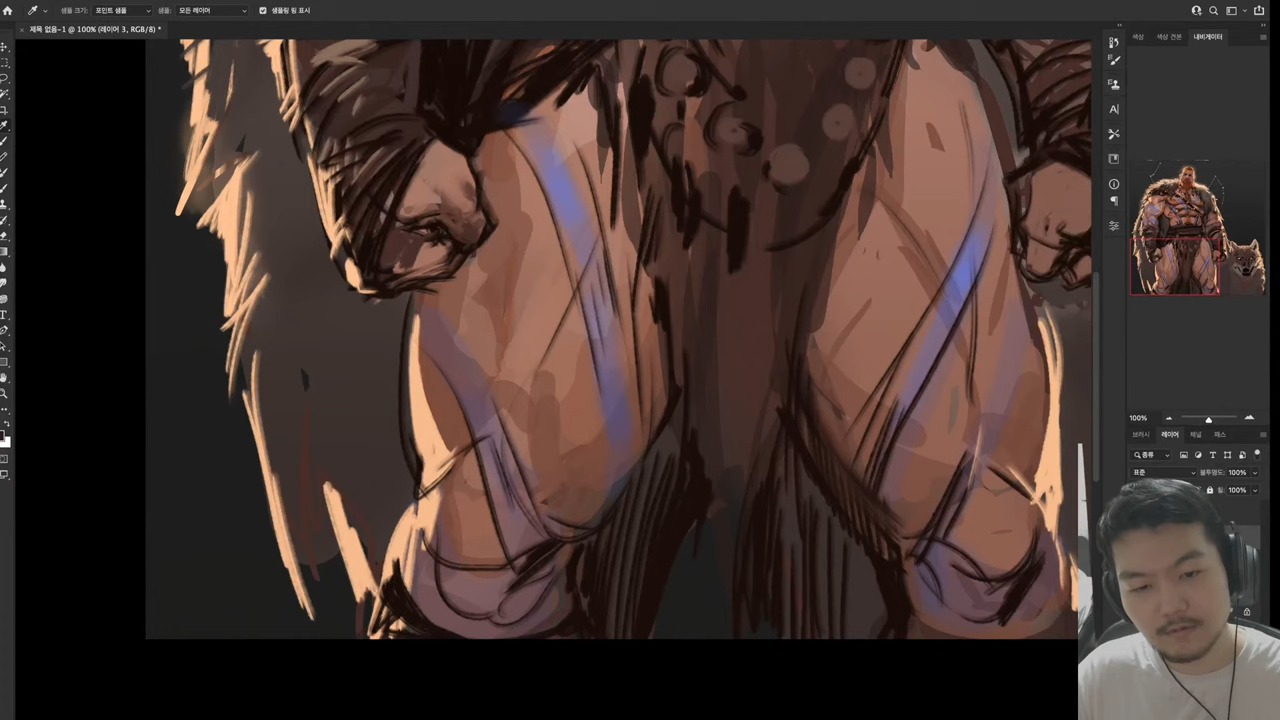 샘플 크기: 포인트 샘플 샘플: 모든 레이어 샘플링 링 표시
× 제목 없음-1 @ 100% (레이어 3, RGB/8) *
색상 색상 견본 내비게이터
100%
브러시 레이어 채널 패스
종류
표준 불투명도: 100%
칠: 100%